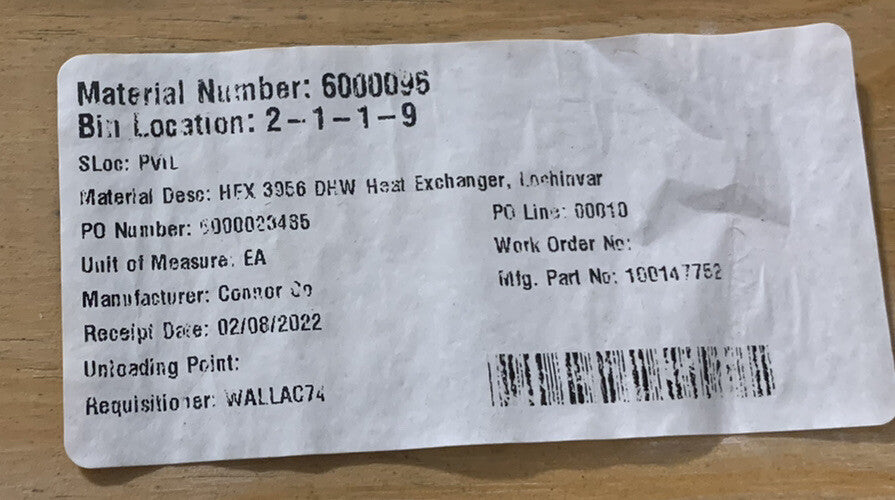 Material Number: 6000095
Bin Location: 2-1-1-9
SLoc: PVIL
Material Desc: HEX 3956 DHW Heat Exchanger, Lochinvar
PO Number: 6000023485
PO Line: 00010
Unit of Measure: EA
Work Order No:
Manufacturer: Connor Co
Mfg. Part No: 100147752
Receipt Date: 02/08/2022
Unloading Point:
Requisitioner: WALLAC74